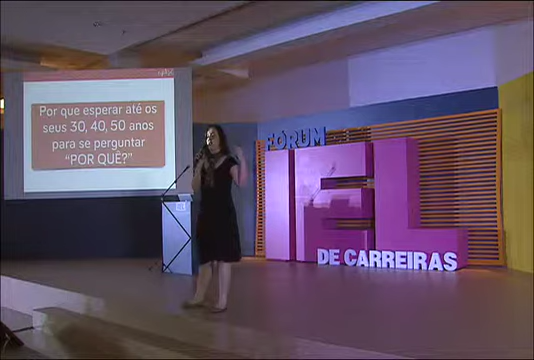 Por que esperar até os
seus 30, 40, 50 anos
para se perguntar
“POR QUÊ?”
FÓRUM
IEL
DE CARREIRAS